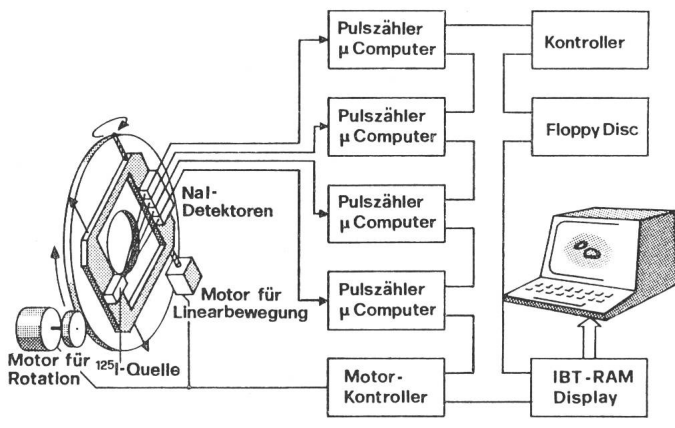 Pulszähler
µ Computer
Kontroller
Pulszähler
µ Computer
Floppy Disc
NaI-
Detektoren
Pulszähler
µ Computer
Motor für
Linearbewegung
Pulszähler
µ Computer
Motor für
Rotation
¹²⁵I-Quelle
Motor-
Kontroller
IBT-RAM
Display